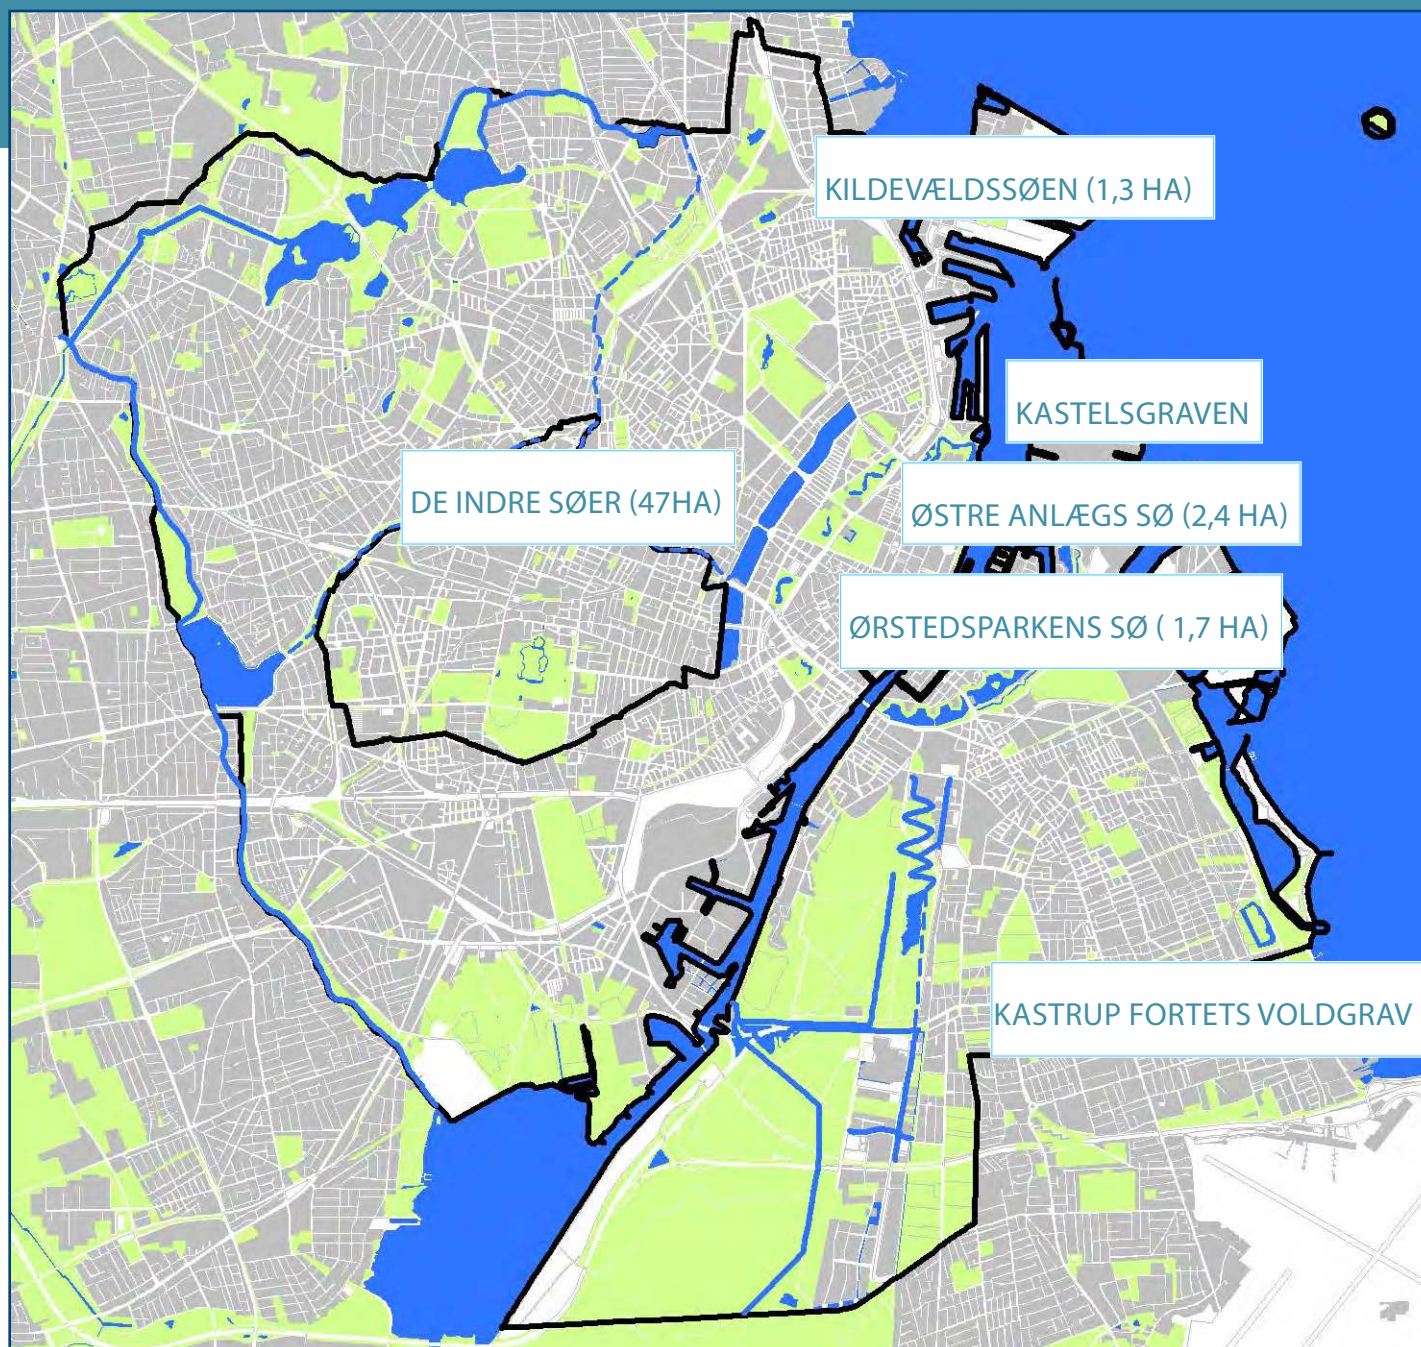 KILDEVÆLDSSØEN (1,3 HA)
KASTELSGRAVEN
DE INDRE SØER (47HA)
ØSTRE ANLÆGS SØ (2,4 HA)
ØRSTEDSPARKENS SØ ( 1,7 HA)
KASTRUP FORTETS VOLDGRAV